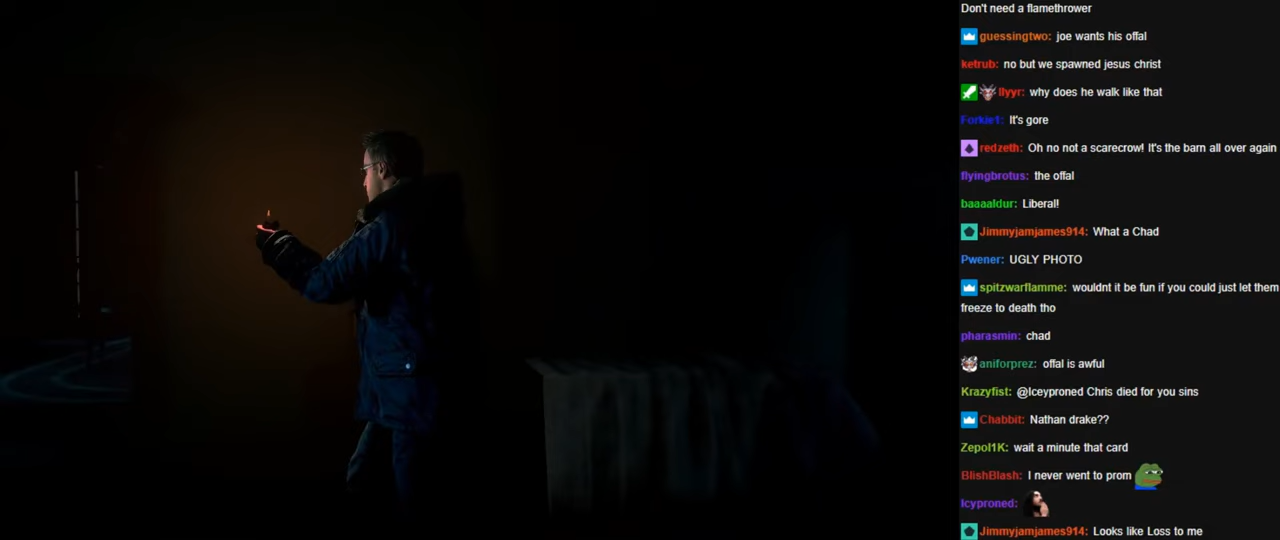 Don't need a flamethrower
guessingtwo: joe wants his offal
ketrub: no but we spawned jesus christ
llyyr: why does he walk like that
Forkie1: It's gore
redzeth: Oh no not a scarecrow! It's the barn all over again
flyingbrotus: the offal
baaaaldur: Liberal!
Jimmyjamjames914: What a Chad
Pwener: UGLY PHOTO
spitzwarflamme: wouldnt it be fun if you could just let them
freeze to death tho
pharasmin: chad
aniforprez: offal is awful
Krazyfist: @Iceyproned Chris died for you sins
Chabbit: Nathan drake??
Zepol1K: wait a minute that card
BlishBlash: I never went to prom
Icyproned:
Jimmyjamjames914: Looks like Loss to me